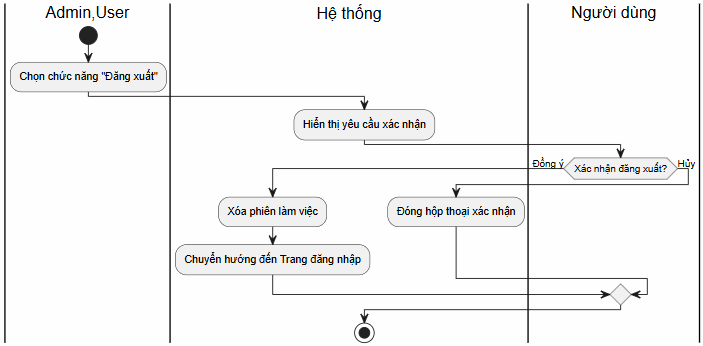 Admin,User
Hệ thống
Người dùng
Chọn chức năng "Đăng xuất"
Hiển thị yêu cầu xác nhận
Đồng ý
Xác nhận đăng xuất?
Hủy
Xóa phiên làm việc
Đóng hộp thoại xác nhận
Chuyển hướng đến Trang đăng nhập